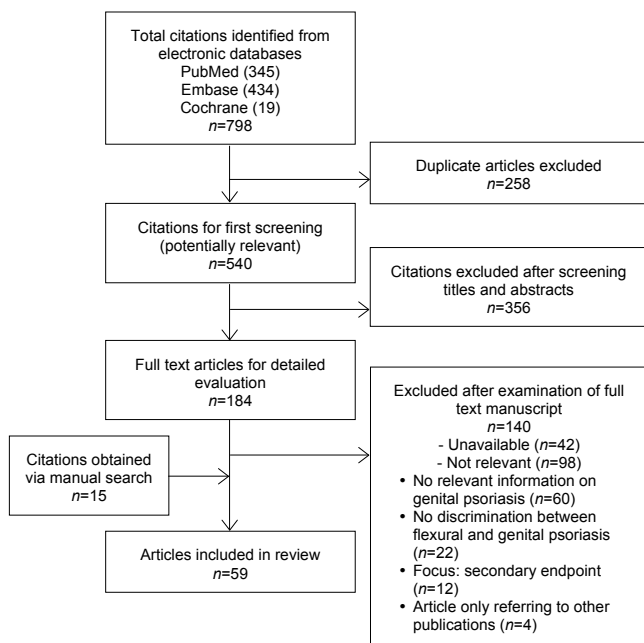 Total citations identified from
electronic databases
PubMed (345)
Embase (434)
Cochrane (19)
n=798
Duplicate articles excluded
n=258
Citations for first screening
(potentially relevant)
n=540
Citations excluded after screening
titles and abstracts
n=356
Full text articles for detailed
evaluation
n=184
Excluded after examination of full
text manuscript
n=140
- Unavailable (n=42)
- Not relevant (n=98)
• No relevant information on
genital psoriasis (n=60)
• No discrimination between
flexural and genital psoriasis
(n=22)
• Focus: secondary endpoint
(n=12)
• Article only referring to other
publications (n=4)
Citations obtained
via manual search
n=15
Articles included in review
n=59